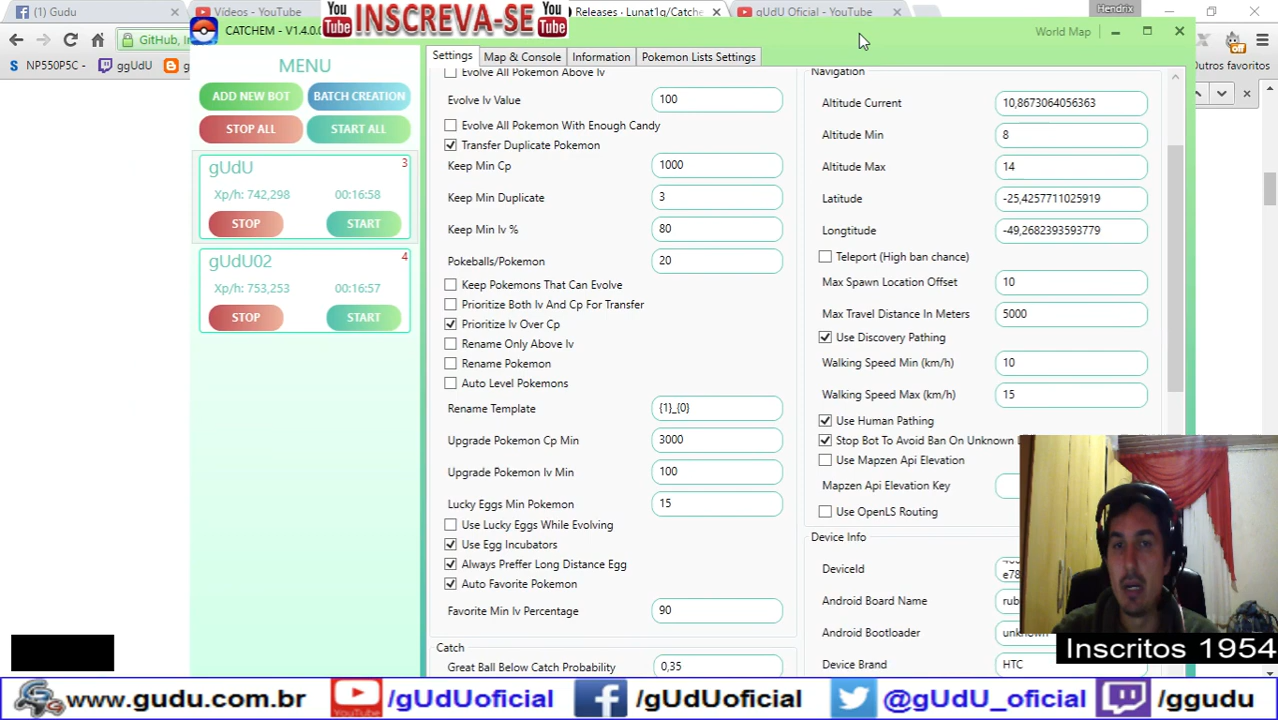 (1) Gudu
Vídeos - YouTube
Releases · Lunat1q/Catche
gUdU Oficial - YouTube
Hendrix
You Tube INSCREVA-SE You Tube
GitHub, In
CATCHEM - V1.4.0.0
World Map
NP550P5C -
ggUdU
Outros favoritos
off
MENU
ADD NEW BOT
BATCH CREATION
STOP ALL
START ALL
gUdU
3
Xp/h: 742,298
00:16:58
STOP
START
gUdU02
4
Xp/h: 753,253
00:16:57
STOP
START
Settings
Map & Console
Information
Pokemon Lists Settings
Evolve All Pokemon Above Iv
Evolve Iv Value
100
Evolve All Pokemon With Enough Candy
Transfer Duplicate Pokemon
Keep Min Cp
1000
Keep Min Duplicate
3
Keep Min Iv %
80
Pokeballs/Pokemon
20
Keep Pokemons That Can Evolve
Prioritize Both Iv And Cp For Transfer
Prioritize Iv Over Cp
Rename Only Above Iv
Rename Pokemon
Auto Level Pokemons
Rename Template
{1}_{0}
Upgrade Pokemon Cp Min
3000
Upgrade Pokemon Iv Min
100
Lucky Eggs Min Pokemon
15
Use Lucky Eggs While Evolving
Use Egg Incubators
Always Preffer Long Distance Egg
Auto Favorite Pokemon
Favorite Min Iv Percentage
90
Catch
Great Ball Below Catch Probability
0,35
Navigation
Altitude Current
10,8673064056363
Altitude Min
8
Altitude Max
14
Latitude
-25,4257711025919
Longtitude
-49,2682393593779
Teleport (High ban chance)
Max Spawn Location Offset
10
Max Travel Distance In Meters
5000
Use Discovery Pathing
Walking Speed Min (km/h)
10
Walking Speed Max (km/h)
15
Use Human Pathing
Stop Bot To Avoid Ban On Unknown
Use Mapzen Api Elevation
Mapzen Api Elevation Key
Use OpenLS Routing
Device Info
DeviceId
e78
Android Board Name
rub
Android Bootloader
unknow
Device Brand
HTC
Inscritos 1954
www.gudu.com.br
/gUdUoficial
/gUdUoficial
@gUdU_oficial
/ggudu